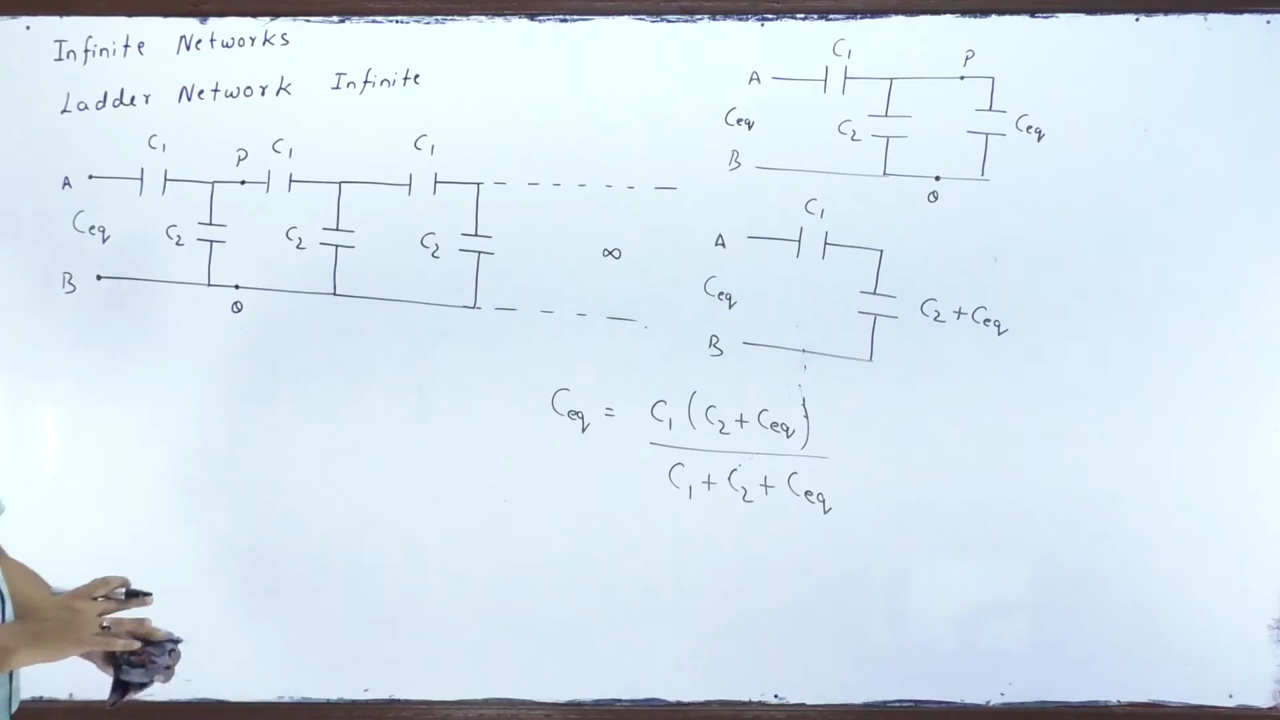 Infinite Networks
Ladder Network Infinite
C₁ P C₁ C₁
A
Ceq C₂ C₂ C₂ ∞
B
Q
C₁ P
A
Ceq C₂ Ceq
B
Q
C₁
A
Ceq C₂ + Ceq
B
Ceq = C₁ (C₂ + Ceq)
C₁ + C₂ + Ceq